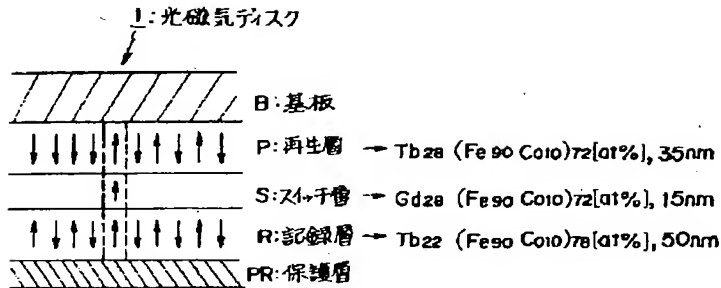 1:光磁気ディスク
B:基板
P:再生層 → Tb28 (Fe90 Co10)72[at%], 35nm
S:スイッチ層 → Gd28 (Fe90 Co10)72[at%], 15nm
R:記録層 → Tb22 (Fe90 Co10)78[at%], 50nm
PR:保護層